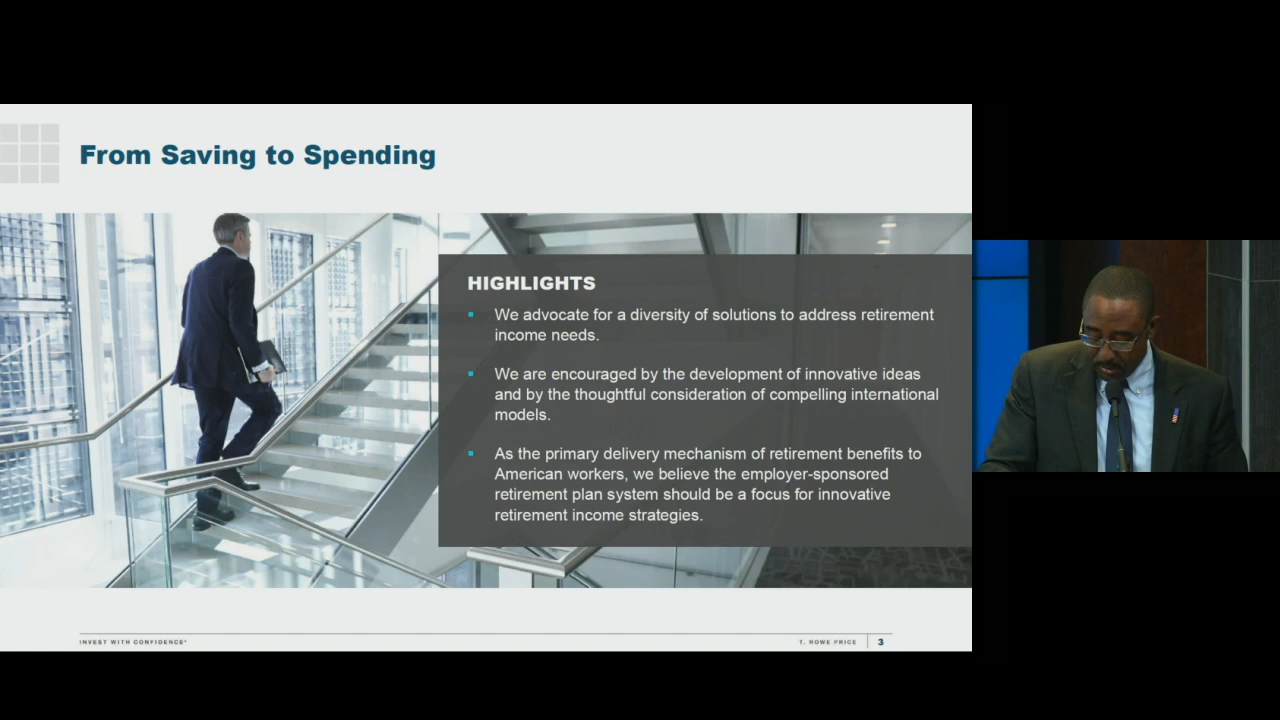 From Saving to Spending
HIGHLIGHTS
▪ We advocate for a diversity of solutions to address retirement
income needs.
▪ We are encouraged by the development of innovative ideas
and by the thoughtful consideration of compelling international
models.
▪ As the primary delivery mechanism of retirement benefits to
American workers, we believe the employer-sponsored
retirement plan system should be a focus for innovative
retirement income strategies.
INVEST WITH CONFIDENCE®
T. ROWE PRICE 3